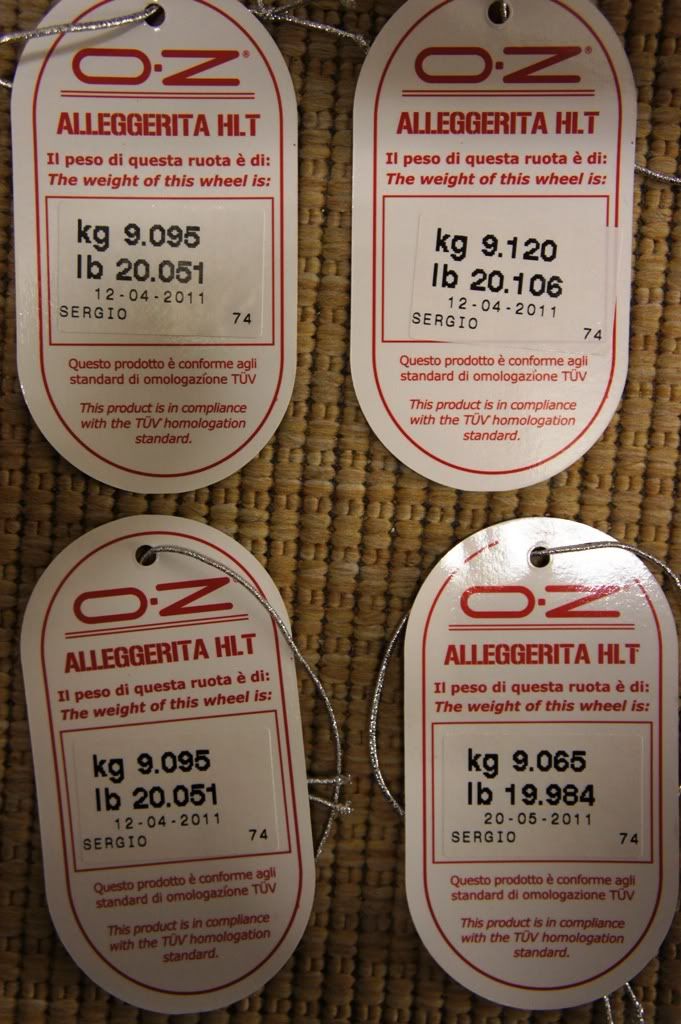 O·Z®
ALLEGGERITA HLT
Il peso di questa ruota è di:
The weight of this wheel is:
kg 9.095
lb 20.051
12-04-2011
SERGIO 74
Questo prodotto è conforme agli
standard di omologazione TÜV
This product is in compliance
with the TÜV homologation
standard.
O·Z®
ALLEGGERITA HLT
Il peso di questa ruota è di:
The weight of this wheel is:
kg 9.120
lb 20.106
12-04-2011
SERGIO 74
Questo prodotto è conforme agli
standard di omologazione TÜV
This product is in compliance
with the TÜV homologation
standard.
O·Z
ALLEGGERITA HLT
Il peso di questa ruota è di:
The weight of this wheel is:
kg 9.095
lb 20.051
12-04-2011
SERGIO 74
Questo prodotto è conforme agli
standard di omologazione TÜV
This product is in compliance
with the TÜV homologation
standard.
O·Z
ALLEGGERITA HLT
Il peso di questa ruota è di:
The weight of this wheel is:
kg 9.065
lb 19.984
20-05-2011
SERGIO 74
Questo prodotto è conforme agli
standard di omologazione TÜV
This product is in compliance
with the TÜV homologation
standard.